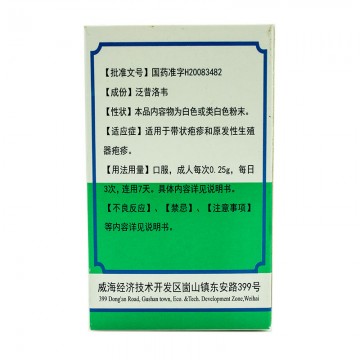 【批准文号】国药准字H20083482
【成份】泛昔洛韦
【性状】本品内容物为白色或类白色粉末。
【适应症】适用于带状疱疹和原发性生殖
器疱疹。
【用法用量】口服，成人每次0.25g，每日
3次，连用7天。具体内容详见说明书。
【不良反应】、【禁忌】、【注意事项】
等内容详见说明书。
威海经济技术开发区崮山镇东安路399号
399 Dong'an Road, Gushan town, Eco. &Tech. Development Zone,Weihai